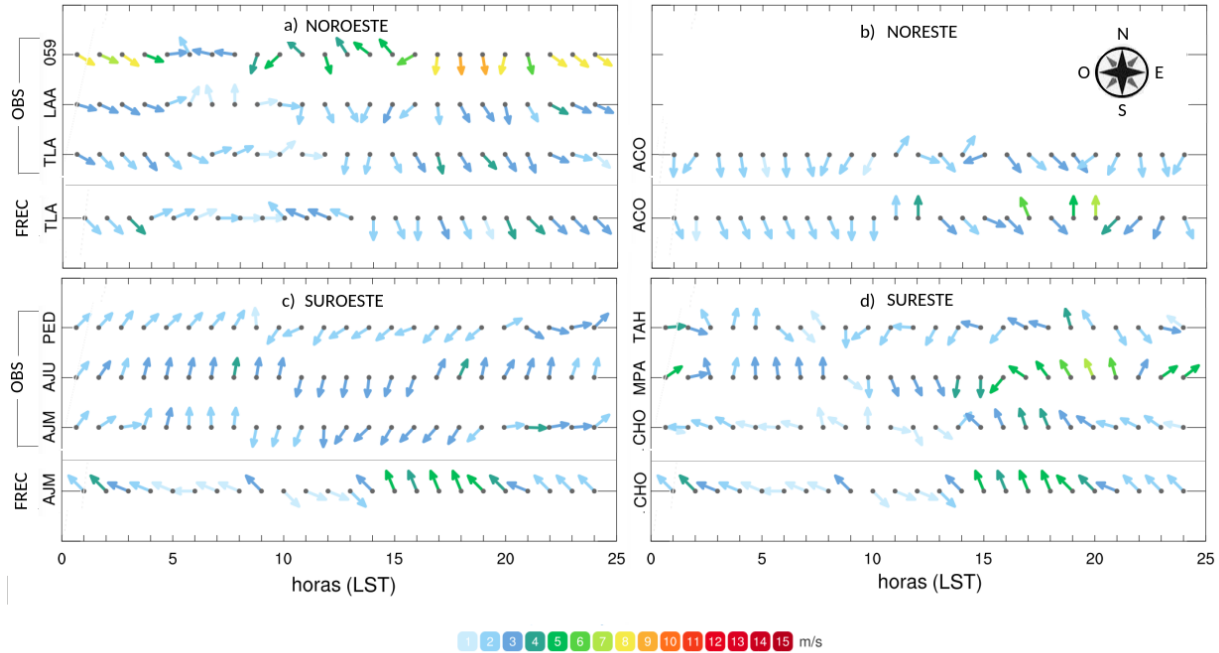 a) NOROESTE
OBS
059
LAA
TLA
FREC
TLA
b) NORESTE
N
O E
S
ACO
ACO
c) SUROESTE
OBS
PED
AJU
AJM
FREC
AJM
0 5 10 15 20 25
horas (LST)
d) SURESTE
TAH
MPA
CHO
CHO
0 5 10 15 20 25
horas (LST)
1 2 3 4 5 6 7 8 9 10 11 12 13 14 15 m/s